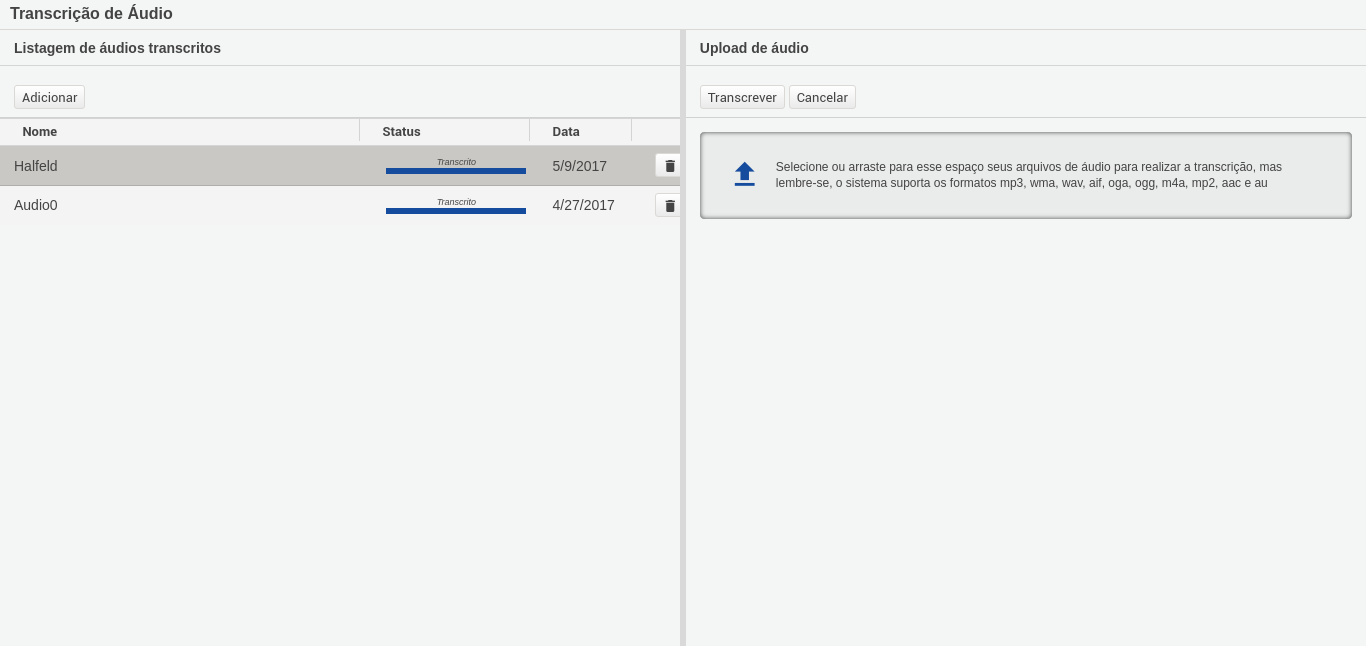 Transcrição de Áudio
Listagem de áudios transcritos
Adicionar
Nome Status Data
Halfeld Transcrito 5/9/2017
Audio0 Transcrito 4/27/2017
Upload de áudio
Transcrever Cancelar
Selecione ou arraste para esse espaço seus arquivos de áudio para realizar a transcrição, mas
lembre-se, o sistema suporta os formatos mp3, wma, wav, aif, oga, ogg, m4a, mp2, aac e au